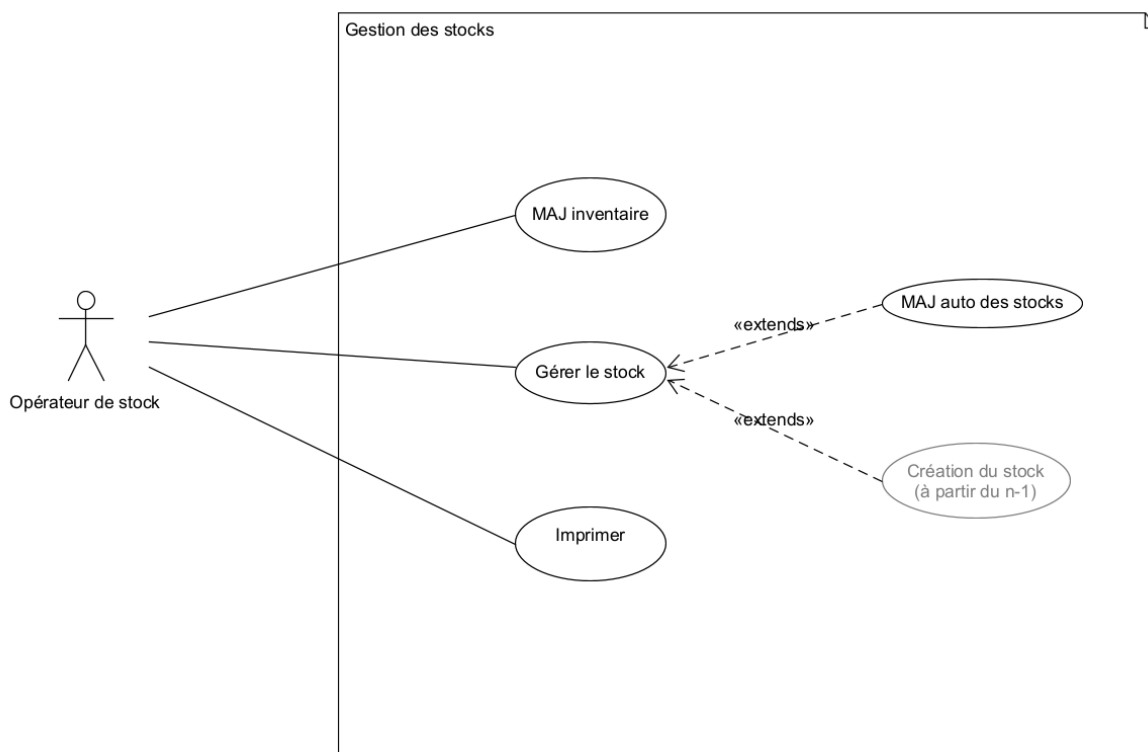 Gestion des stocks
MAJ inventaire
MAJ auto des stocks
«extends»
Gérer le stock
Opérateur de stock
«extends»
Création du stock
(à partir du n-1)
Imprimer